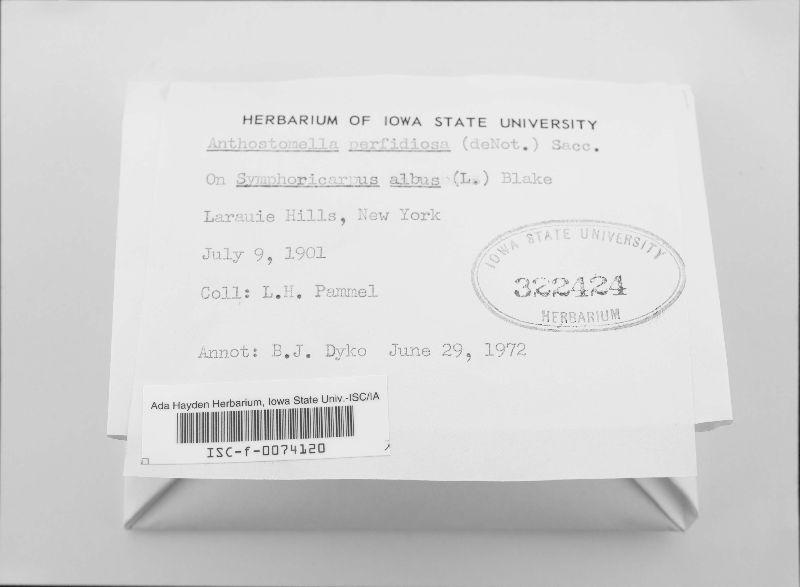 HERBARIUM OF IOWA STATE UNIVERSITY
Anthostomella perfidiosa (deNot.) Sacc.
On Symphoricarpus albus (L.) Blake
Larauie Hills, New York
July 9, 1901
Coll: L.H. Pammel
Annot: B.J. Dyko June 29, 1972
IOWA STATE UNIVERSITY
322424
HERBARIUM
Ada Hayden Herbarium, Iowa State Univ.-ISC/IA
ISC-f-0074120